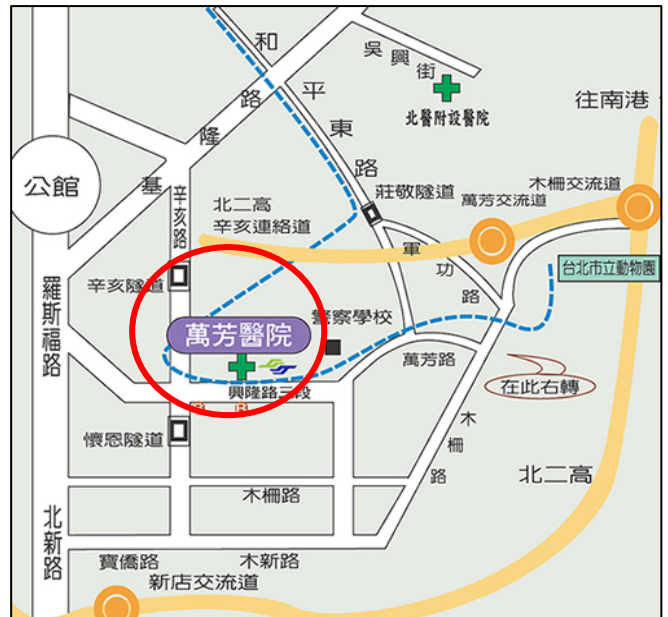 和平東路
吳興街
北醫附設醫院
往南港
基隆路
公館
辛亥路
北二高
辛亥連絡道
莊敬隧道
萬芳交流道
木柵交流道
軍功路
台北市立動物園
辛亥隧道
羅斯福路
萬芳醫院
警察學校
萬芳路
在此右轉
興隆路三段
懷恩隧道
木柵路
北二高
木柵路
北新路
寶僑路
木新路
新店交流道